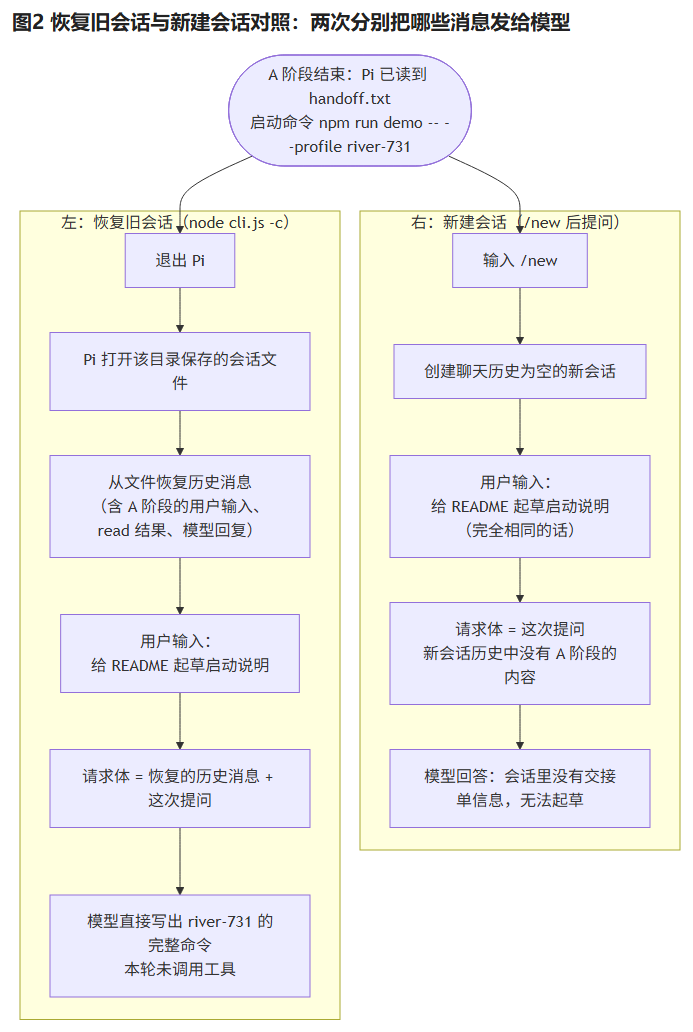 图2 恢复旧会话与新建会话对照：两次分别把哪些消息发给模型
A 阶段结束：Pi 已读到
handoff.txt
启动命令 npm run demo -- -
-profile river-731
左：恢复旧会话（node cli.js -c）
退出 Pi
Pi 打开该目录保存的会话文
件
从文件恢复历史消息
（含 A 阶段的用户输入、
read 结果、模型回复）
用户输入：
给 README 起草启动说明
请求体 = 恢复的历史消息 +
这次提问
模型直接写出 river-731 的
完整命令
本轮未调用工具
右：新建会话（/new 后提问）
输入 /new
创建聊天历史为空的新会话
用户输入：
给 README 起草启动说明
（完全相同的话）
请求体 = 这次提问
新会话历史中没有 A 阶段的
内容
模型回答：会话里没有交接
单信息，无法起草